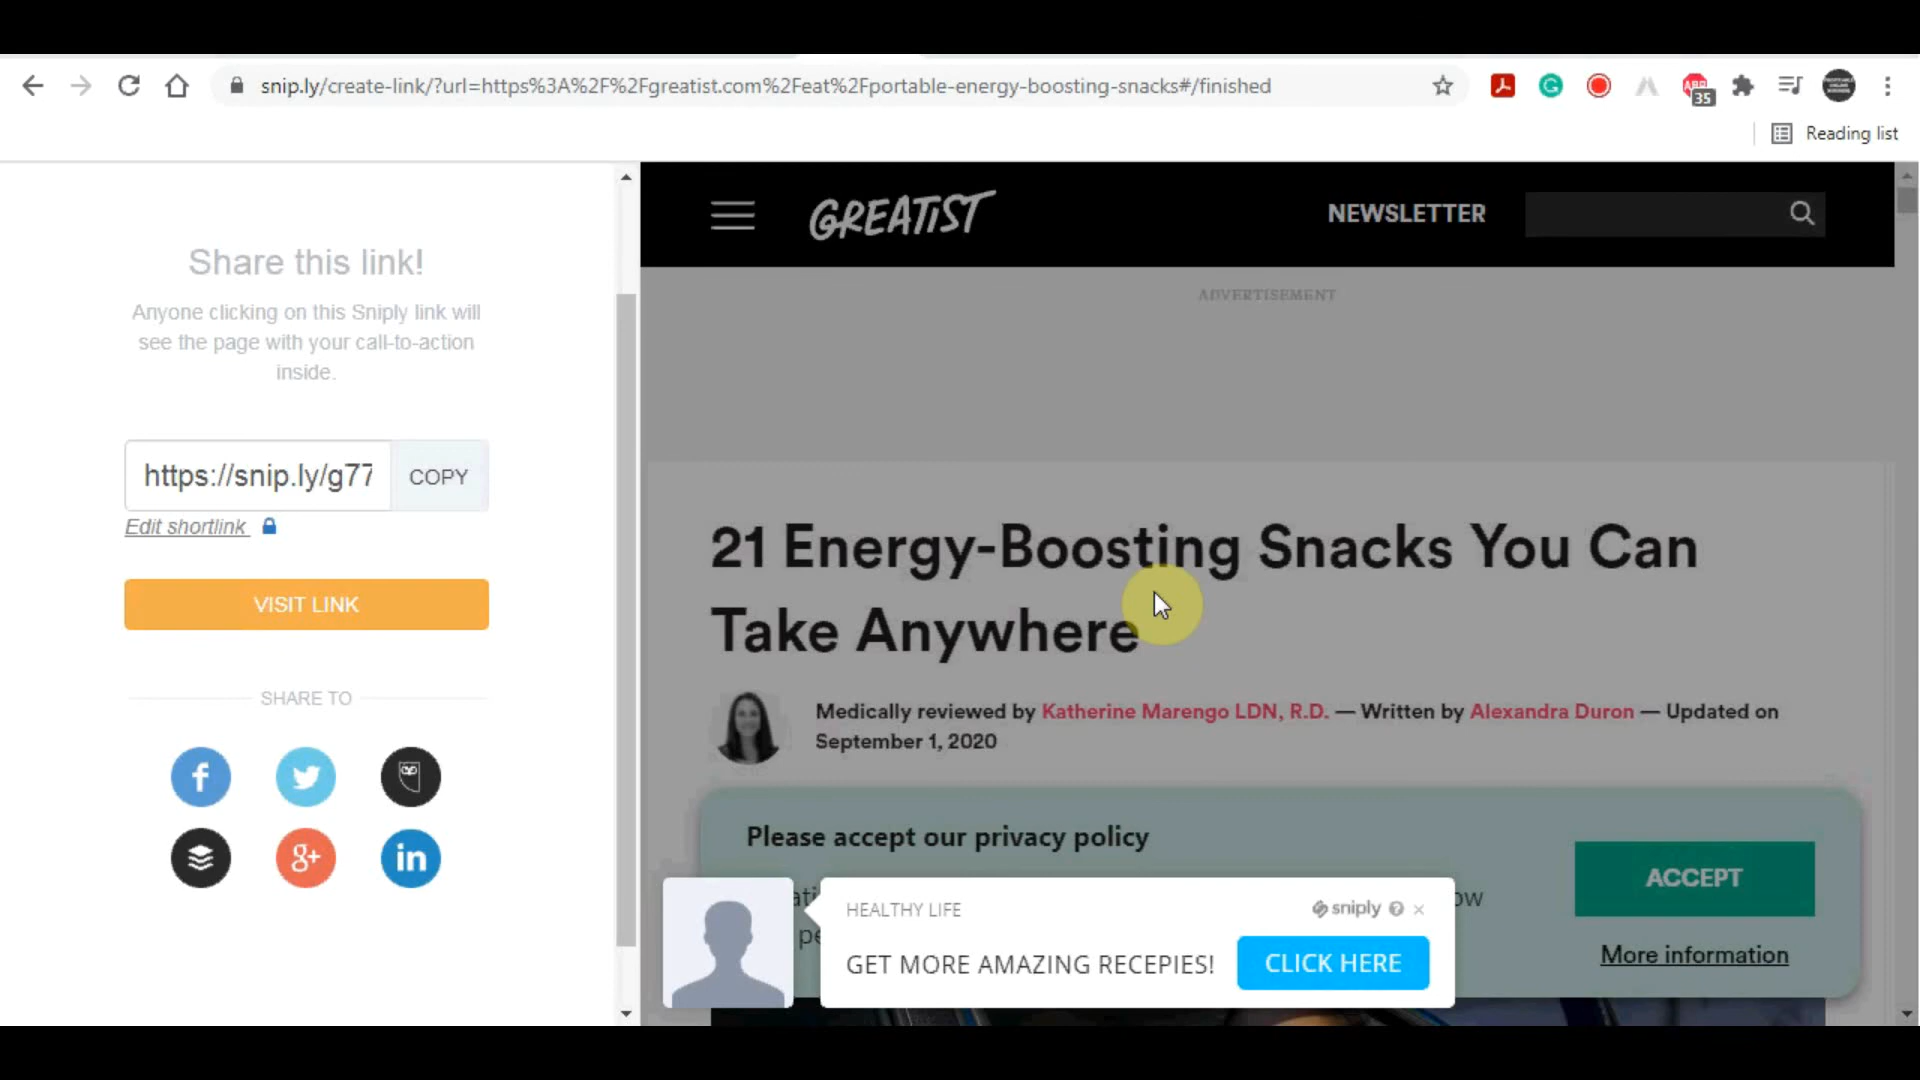 snip.ly/create-link/?url=https%3A%2F%2Fgreatist.com%2Feat%2Fportable-energy-boosting-snacks#/finished
35
Reading list
Share this link!
Anyone clicking on this Sniply link will
see the page with your call-to-action
inside.
https://snip.ly/g77
COPY
Edit shortlink
VISIT LINK
SHARE TO
GREATIST
NEWSLETTER
ADVERTISEMENT
21 Energy-Boosting Snacks You Can
Take Anywhere
Medically reviewed by Katherine Marengo LDN, R.D. — Written by Alexandra Duron — Updated on
September 1, 2020
Please accept our privacy policy
ACCEPT
More information
HEALTHY LIFE
sniply
GET MORE AMAZING RECEPIES!
CLICK HERE